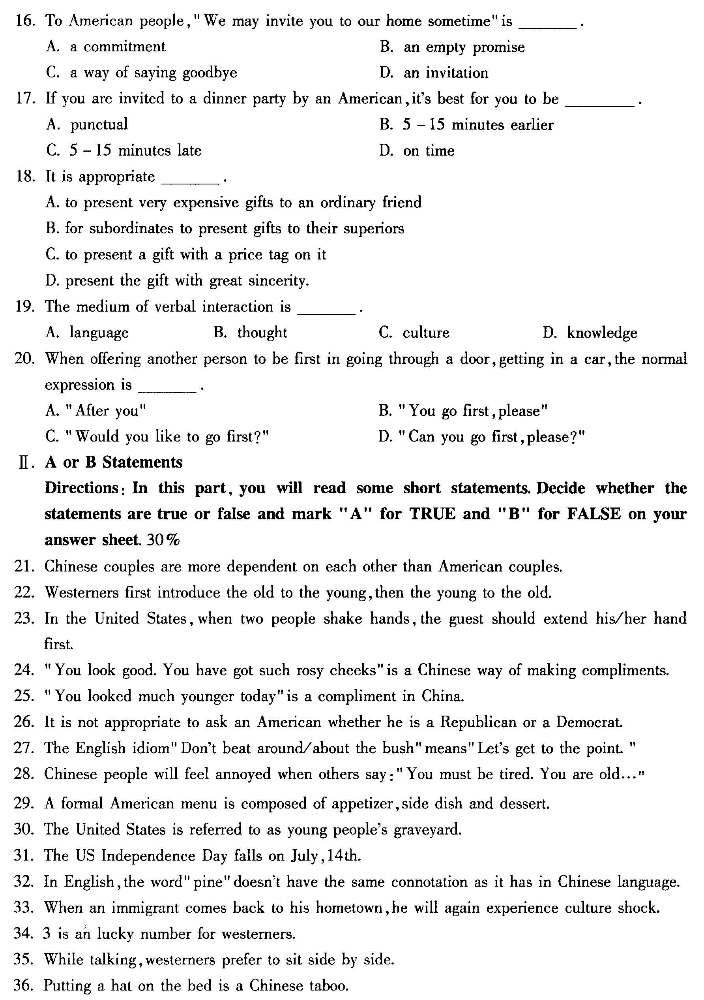 16. To American people, "We may invite you to our home sometime" is _______ .
A. a commitment B. an empty promise
C. a way of saying goodbye D. an invitation
17. If you are invited to a dinner party by an American, it's best for you to be ________ .
A. punctual B. 5 – 15 minutes earlier
C. 5 – 15 minutes late D. on time
18. It is appropriate _______ .
A. to present very expensive gifts to an ordinary friend
B. for subordinates to present gifts to their superiors
C. to present a gift with a price tag on it
D. present the gift with great sincerity.
19. The medium of verbal interaction is _______ .
A. language B. thought C. culture D. knowledge
20. When offering another person to be first in going through a door, getting in a car, the normal
expression is _______ .
A. "After you" B. "You go first, please"
C. "Would you like to go first?" D. "Can you go first, please?"
Ⅱ. A or B Statements
Directions: In this part, you will read some short statements. Decide whether the
statements are true or false and mark "A" for TRUE and "B" for FALSE on your
answer sheet. 30%
21. Chinese couples are more dependent on each other than American couples.
22. Westerners first introduce the old to the young, then the young to the old.
23. In the United States, when two people shake hands, the guest should extend his/her hand
first.
24. "You look good. You have got such rosy cheeks" is a Chinese way of making compliments.
25. "You looked much younger today" is a compliment in China.
26. It is not appropriate to ask an American whether he is a Republican or a Democrat.
27. The English idiom "Don't beat around/about the bush" means "Let's get to the point. "
28. Chinese people will feel annoyed when others say: "You must be tired. You are old…"
29. A formal American menu is composed of appetizer, side dish and dessert.
30. The United States is referred to as young people's graveyard.
31. The US Independence Day falls on July, 14th.
32. In English, the word "pine" doesn't have the same connotation as it has in Chinese language.
33. When an immigrant comes back to his hometown, he will again experience culture shock.
34. 3 is an lucky number for westerners.
35. While talking, westerners prefer to sit side by side.
36. Putting a hat on the bed is a Chinese taboo.